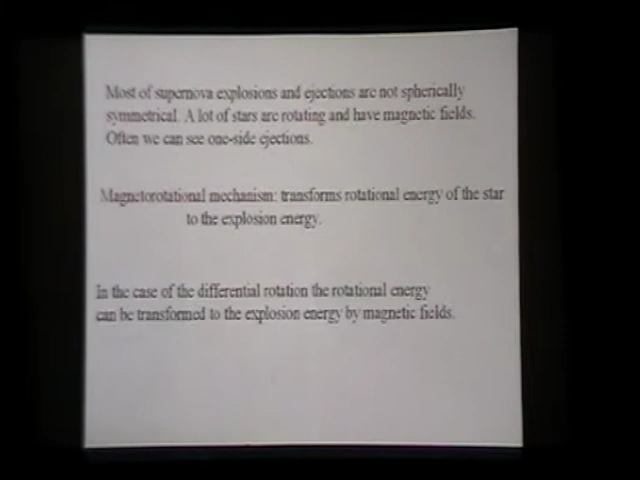 Most of supernova explosions and ejections are not spherically
symmetrical. A lot of stars are rotating and have magnetic fields.
Often we can see one-side ejections.
Magnetorotational mechanism: transforms rotational energy of the star
to the explosion energy.
In the case of the differential rotation the rotational energy
can be transformed to the explosion energy by magnetic fields.